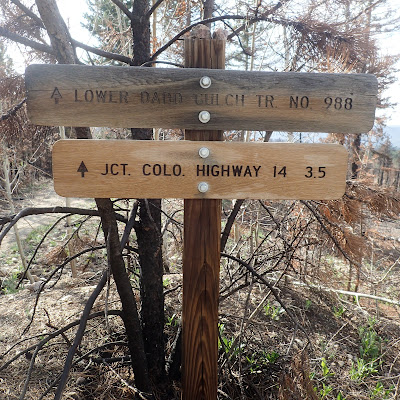 LOWER DADD GULCH TR. NO. 988
JCT. COLO. HIGHWAY 14 3.5